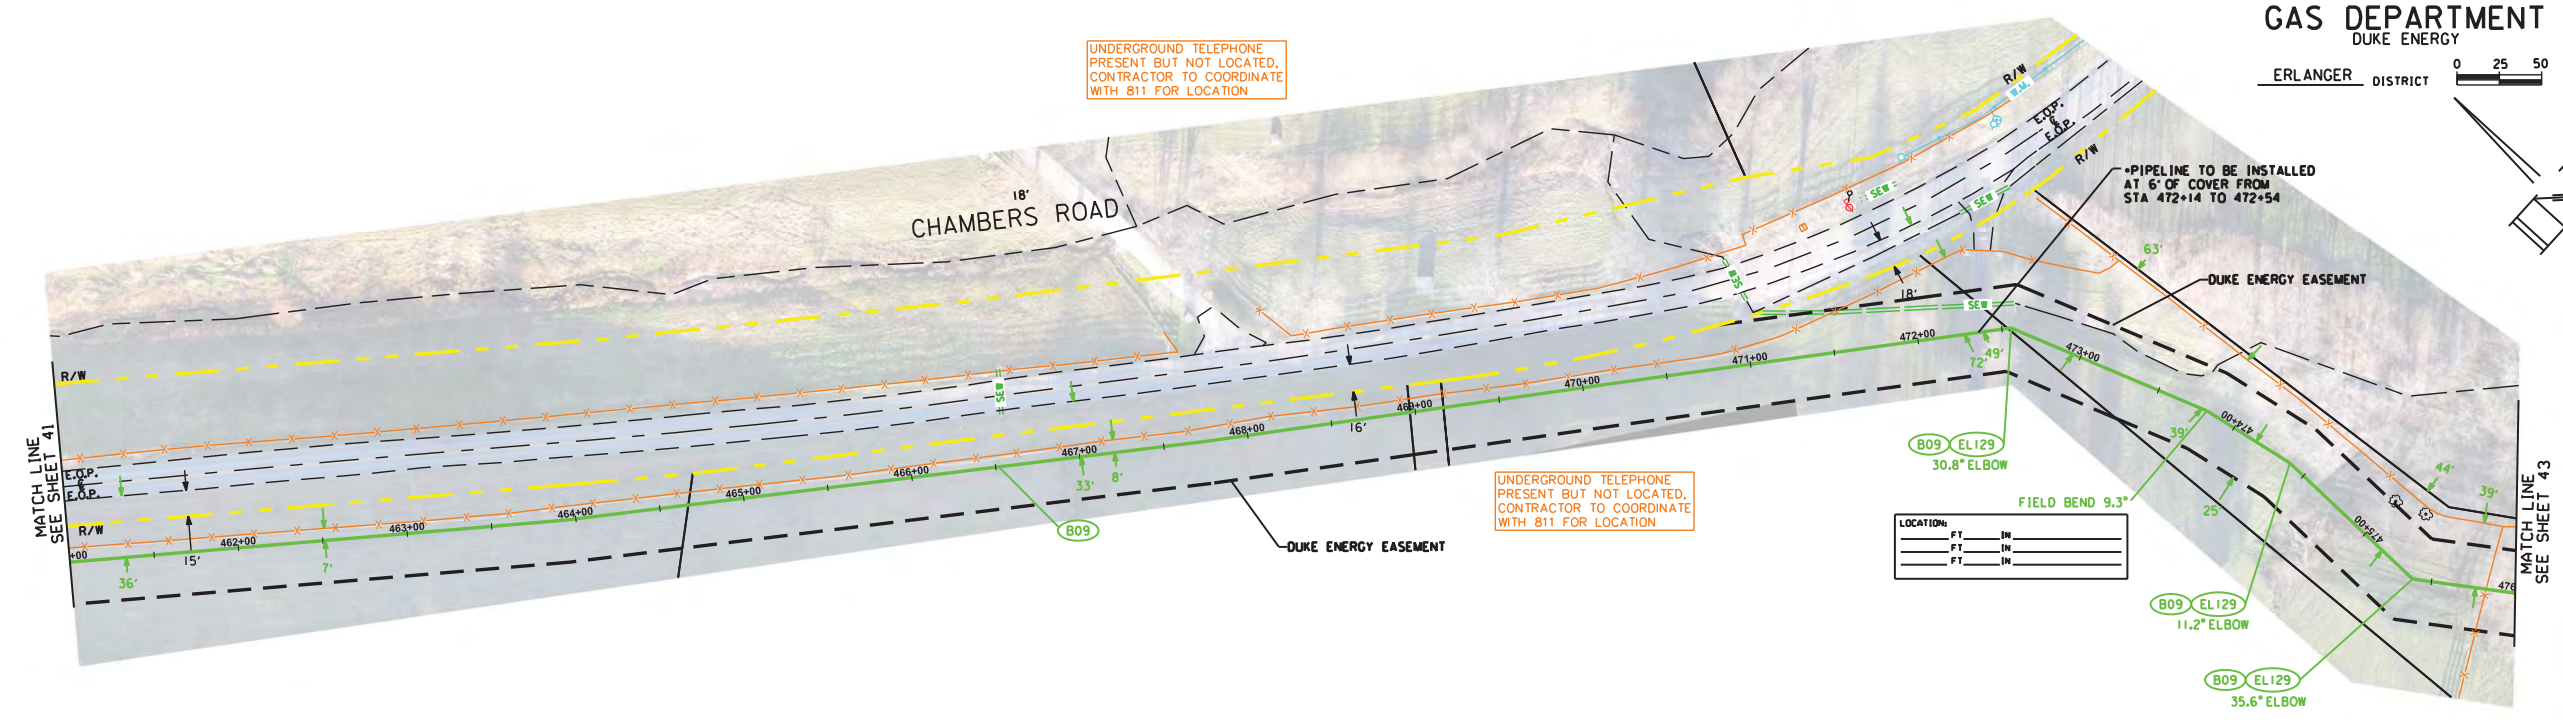 GAS DEPARTMENT
DUKE ENERGY
ERLANGER DISTRICT
0 25 50
UNDERGROUND TELEPHONE
PRESENT BUT NOT LOCATED,
CONTRACTOR TO COORDINATE
WITH 811 FOR LOCATION
R/W
W.M.
E.O.P.
℄
E.O.P.
R/W
•PIPELINE TO BE INSTALLED
AT 6' OF COVER FROM
STA 472+14 TO 472+54
18'
CHAMBERS ROAD
SEW
SEW
SEW
63'
DUKE ENERGY EASEMENT
18'
SEW
R/W
SEW
MATCH LINE
SEE SHEET 41
E.O.P.
℄
E.O.P.
R/W
+00
462+00
463+00
464+00
465+00
466+00
467+00
468+00
469+00
470+00
471+00
472+00
473+00
474+00
475+00
476
36'
15'
7'
33'
8'
16'
72'
49'
B09
DUKE ENERGY EASEMENT
UNDERGROUND TELEPHONE
PRESENT BUT NOT LOCATED,
CONTRACTOR TO COORDINATE
WITH 811 FOR LOCATION
B09 EL129
30.8° ELBOW
39'
FIELD BEND 9.3°
25'
44'
39'
LOCATION:
FT IN
FT IN
FT IN
B09 EL129
11.2° ELBOW
B09 EL129
35.6° ELBOW
MATCH LINE
SEE SHEET 43